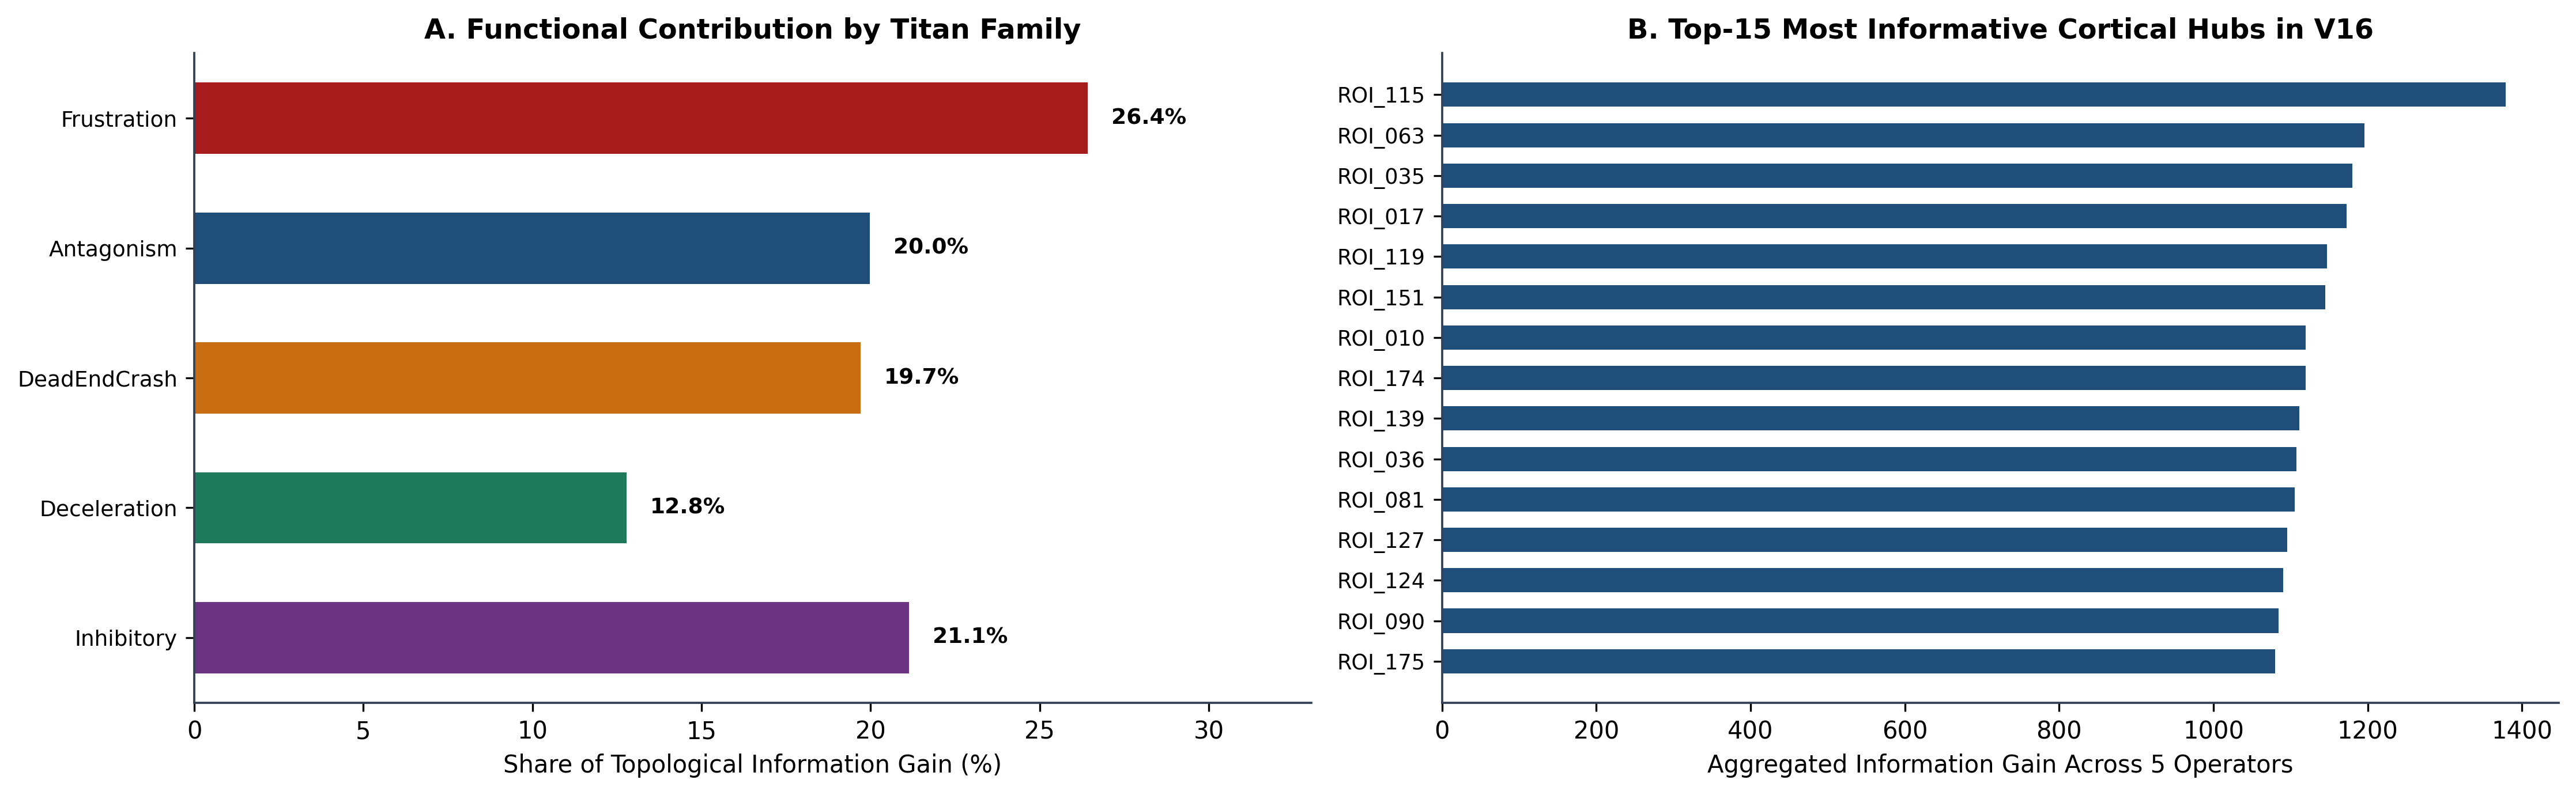 A. Functional Contribution by Titan Family
Frustration
26.4%
Antagonism
20.0%
DeadEndCrash
19.7%
Deceleration
12.8%
Inhibitory
21.1%
0 5 10 15 20 25 30
Share of Topological Information Gain (%)
B. Top-15 Most Informative Cortical Hubs in V16
ROI_115
ROI_063
ROI_035
ROI_017
ROI_119
ROI_151
ROI_010
ROI_174
ROI_139
ROI_036
ROI_081
ROI_127
ROI_124
ROI_090
ROI_175
0 200 400 600 800 1000 1200 1400
Aggregated Information Gain Across 5 Operators